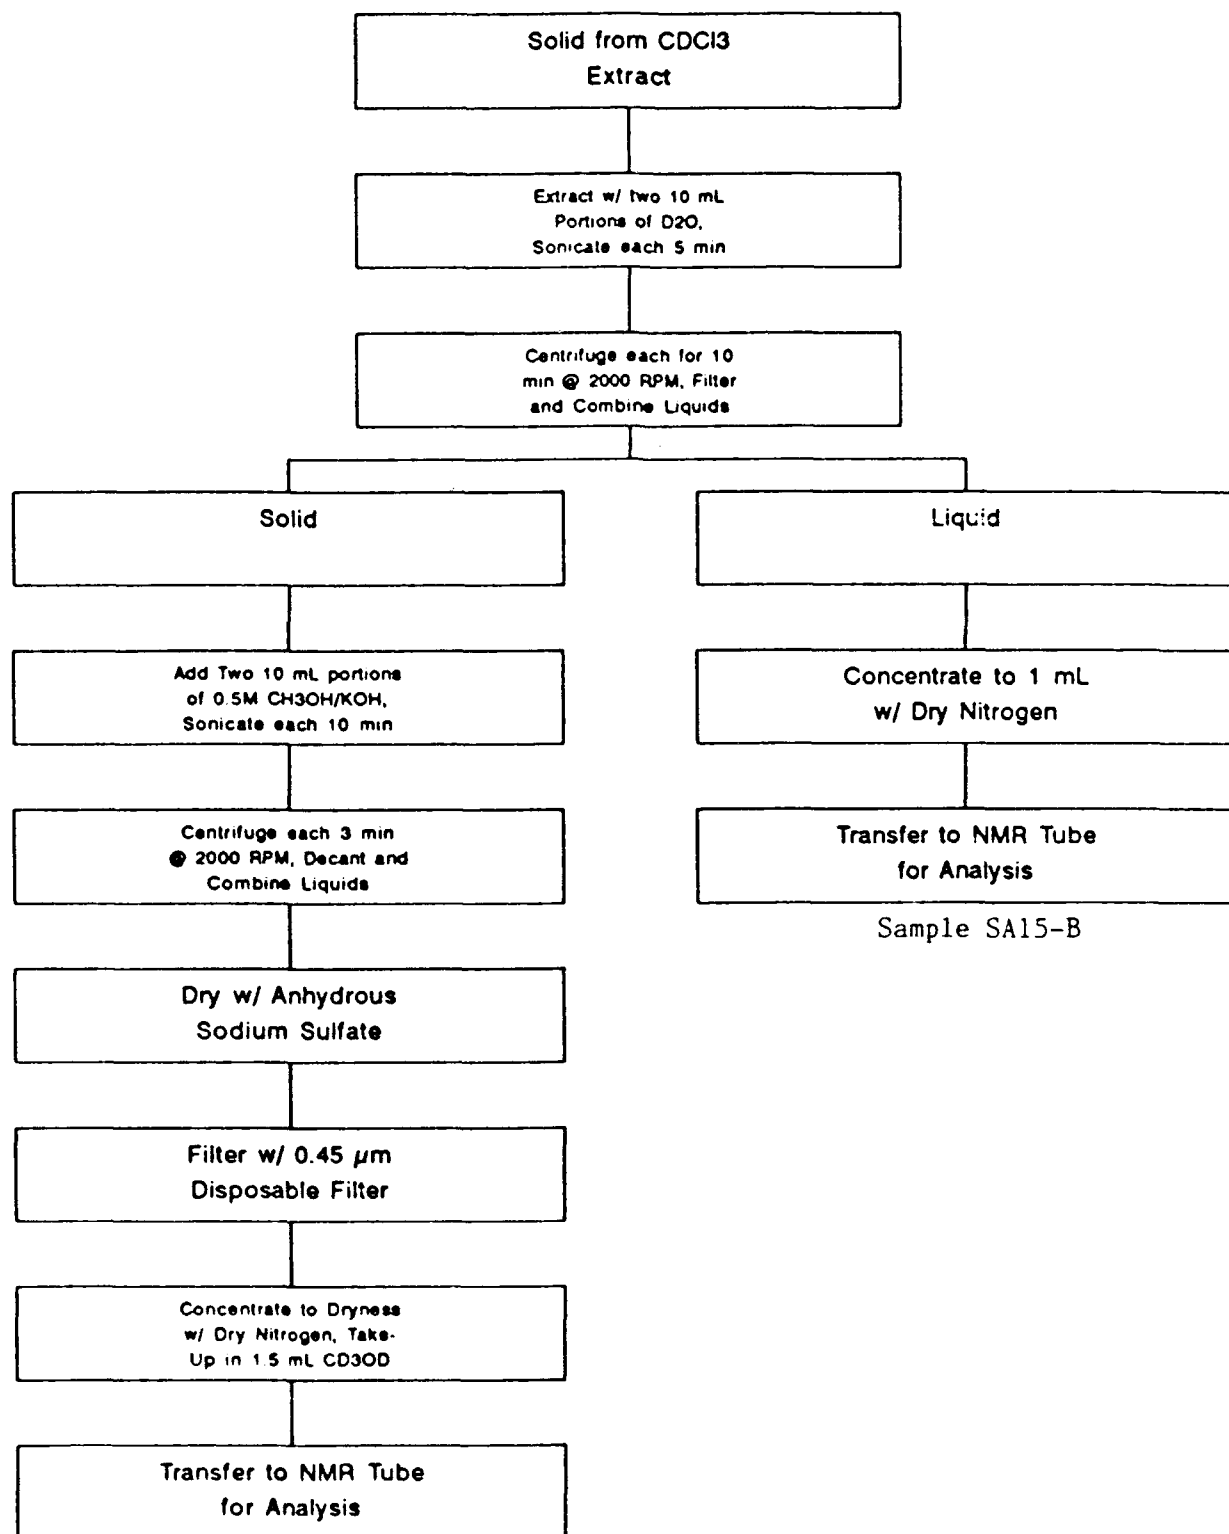 Solid from CDCl3
Extract
Extract w/ two 10 mL
Portions of D2O,
Sonicate each 5 min
Centrifuge each for 10
min @ 2000 RPM, Filter
and Combine Liquids
Solid
Liquid
Add Two 10 mL portions
of 0.5M CH3OH/KOH,
Sonicate each 10 min
Concentrate to 1 mL
w/ Dry Nitrogen
Centrifuge each 3 min
@ 2000 RPM, Decant and
Combine Liquids
Transfer to NMR Tube
for Analysis
Sample SA15-B
Dry w/ Anhydrous
Sodium Sulfate
Filter w/ 0.45 µm
Disposable Filter
Concentrate to Dryness
w/ Dry Nitrogen, Take-
Up in 1.5 mL CD3OD
Transfer to NMR Tube
for Analysis